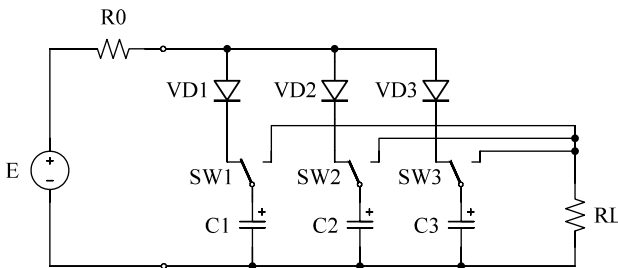 R0
VD1 VD2 VD3
E + − SW1 SW2 SW3
C1 + C2 + C3 + RL